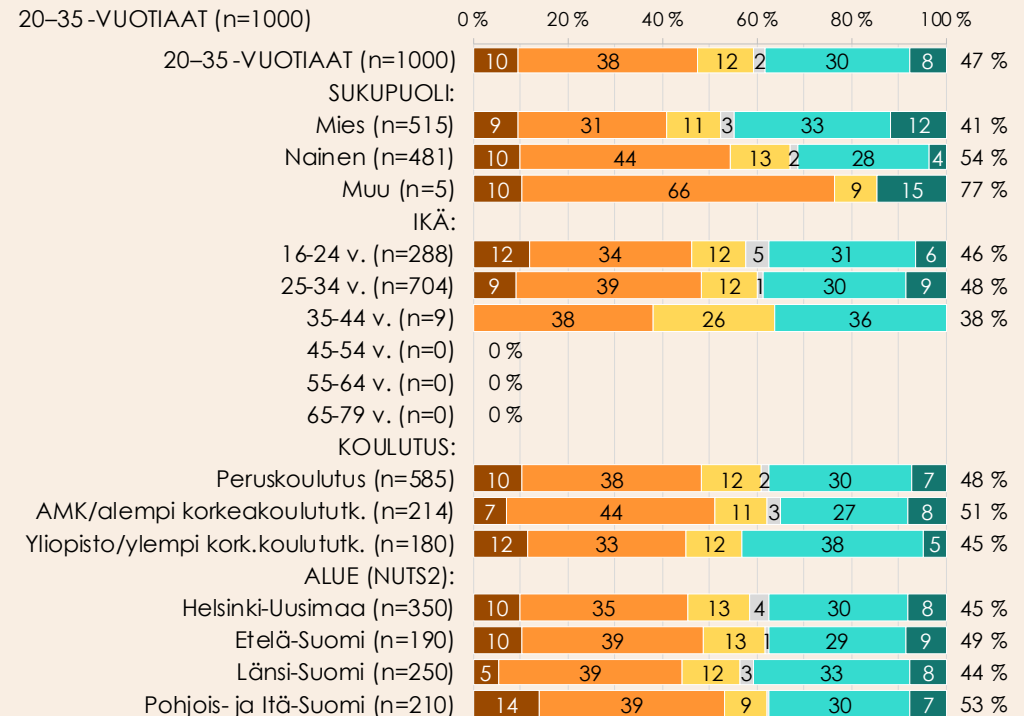 20–35 -VUOTIAAT (n=1000) 0 % 20 % 40 % 60 % 80 % 100 %
20–35 -VUOTIAAT (n=1000) 10 38 12 2 30 8 47 %
SUKUPUOLI:
Mies (n=515) 9 31 11 3 33 12 41 %
Nainen (n=481) 10 44 13 2 28 4 54 %
Muu (n=5) 10 66 9 15 77 %
IKÄ:
16-24 v. (n=288) 12 34 12 5 31 6 46 %
25-34 v. (n=704) 9 39 12 1 30 9 48 %
35-44 v. (n=9) 38 26 36 38 %
45-54 v. (n=0) 0 %
55-64 v. (n=0) 0 %
65-79 v. (n=0) 0 %
KOULUTUS:
Peruskoulutus (n=585) 10 38 12 2 30 7 48 %
AMK/alempi korkeakoulututk. (n=214) 7 44 11 3 27 8 51 %
Yliopisto/ylempi kork.koulututk. (n=180) 12 33 12 38 5 45 %
ALUE (NUTS2):
Helsinki-Uusimaa (n=350) 10 35 13 4 30 8 45 %
Etelä-Suomi (n=190) 10 39 13 1 29 9 49 %
Länsi-Suomi (n=250) 5 39 12 3 33 8 44 %
Pohjois- ja Itä-Suomi (n=210) 14 39 9 30 7 53 %